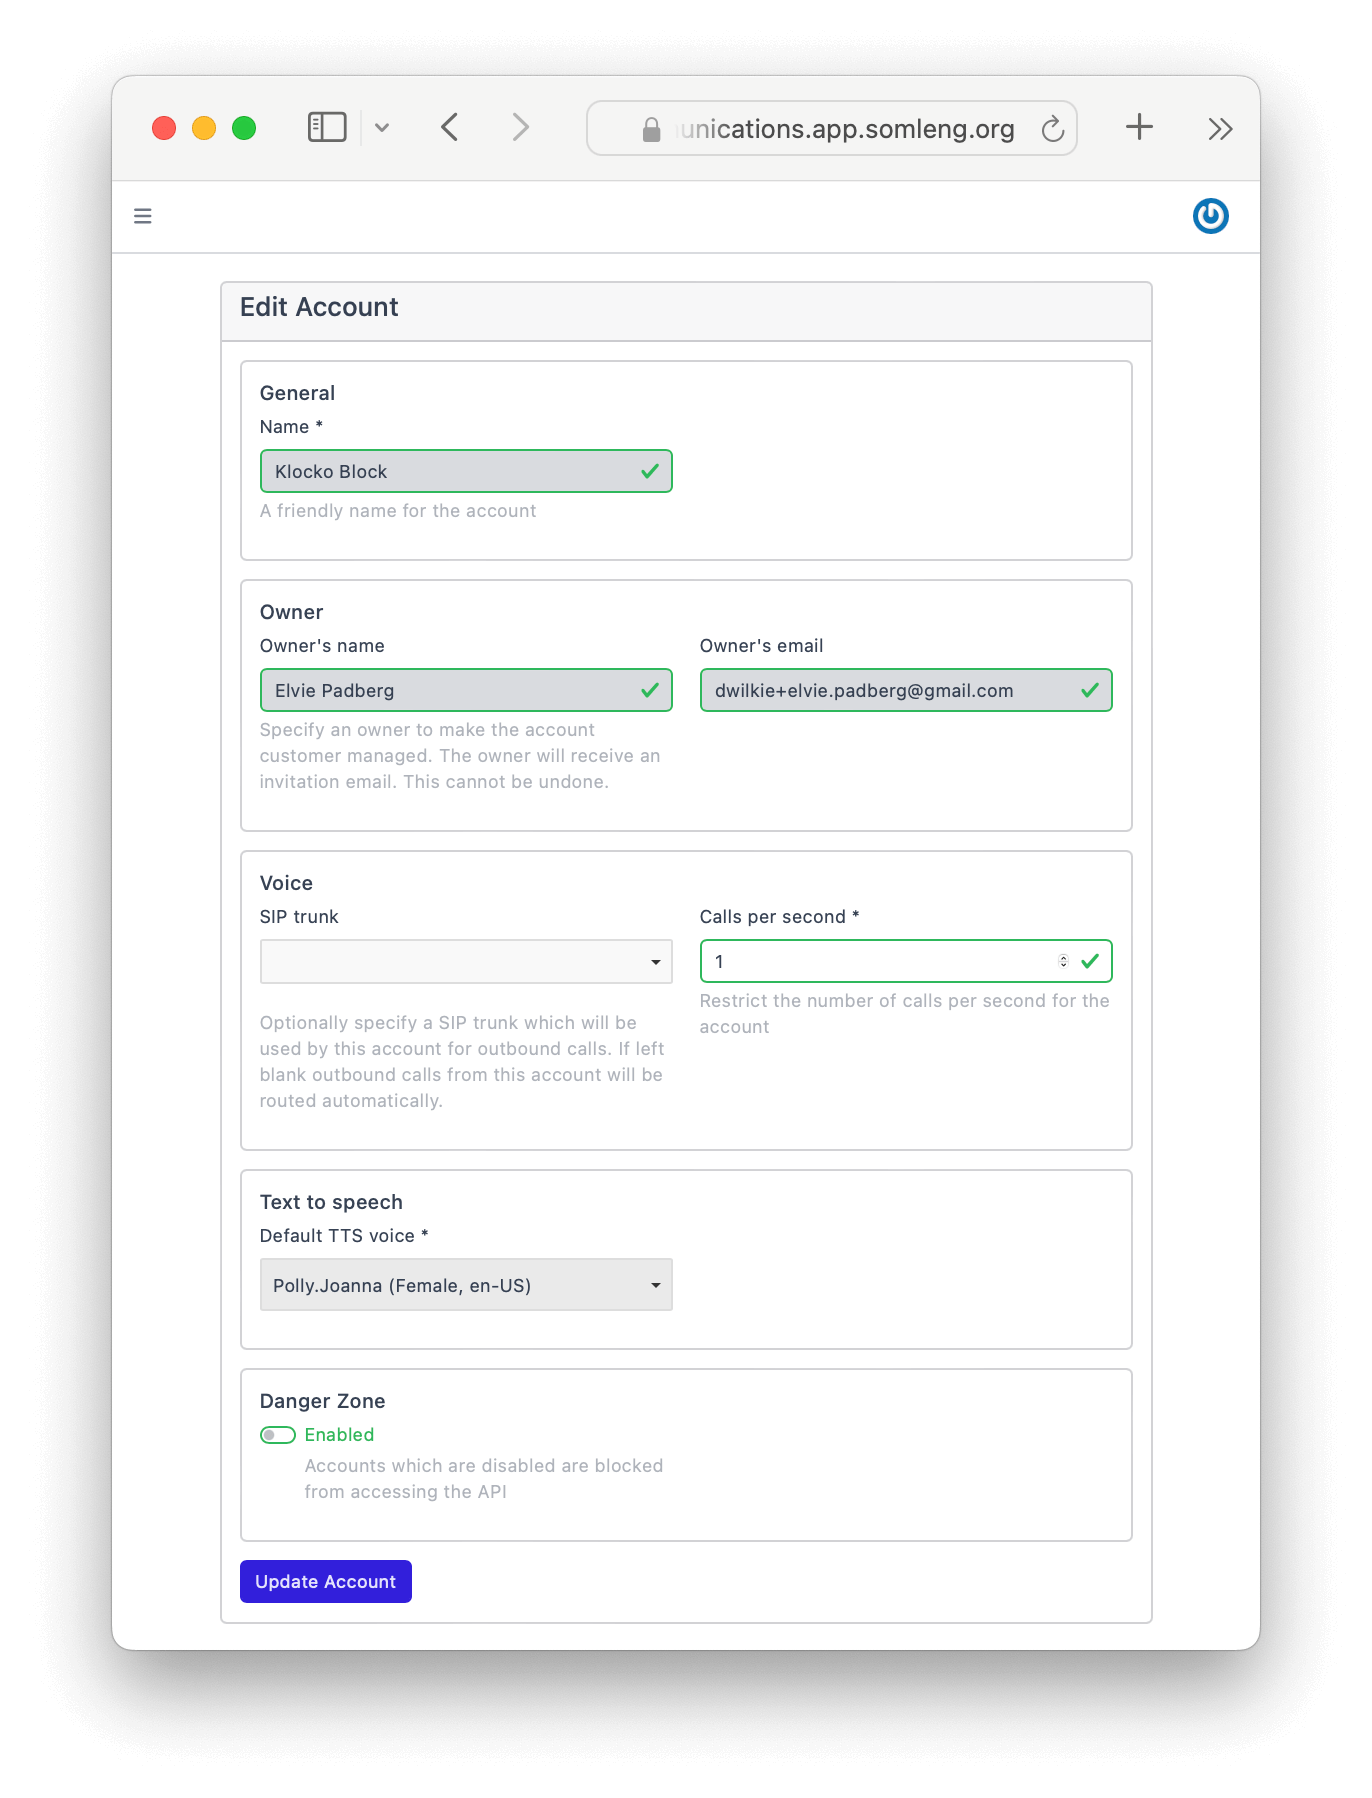 unications.app.somleng.org
Edit Account
General
Name *
Klocko Block
A friendly name for the account
Owner
Owner's name
Owner's email
Elvie Padberg
dwilkie+elvie.padberg@gmail.com
Specify an owner to make the account
customer managed. The owner will receive an
invitation email. This cannot be undone.
Voice
SIP trunk
Calls per second *
1
Restrict the number of calls per second for the
account
Optionally specify a SIP trunk which will be
used by this account for outbound calls. If left
blank outbound calls from this account will be
routed automatically.
Text to speech
Default TTS voice *
Polly.Joanna (Female, en-US)
Danger Zone
Enabled
Accounts which are disabled are blocked
from accessing the API
Update Account